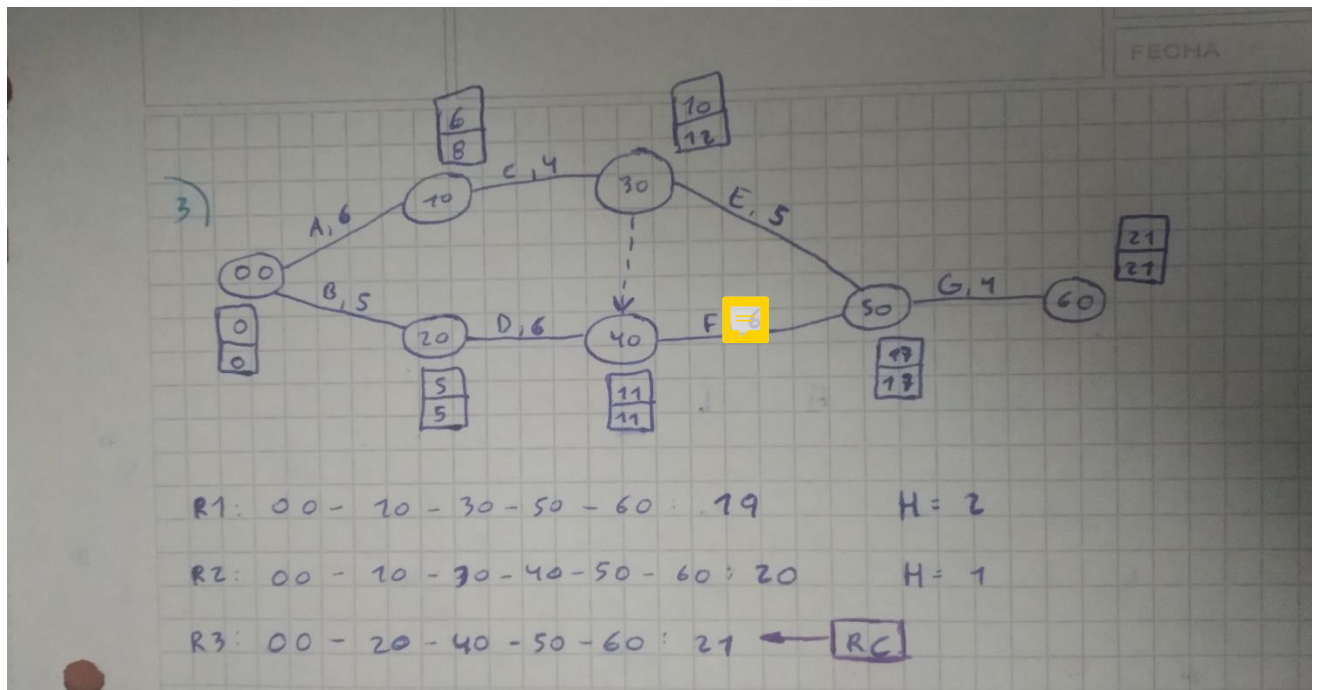 FECHA
3)
6
8
10
12
A, 6
10
C, 4
30
E, 5
21
21
00
B, 5
0
0
20
D, 6
40
F 6
50
G, 4
60
5
5
11
11
17
17
R1: 00 - 10 - 30 - 50 - 60 : 19 H = 2
R2: 00 - 10 - 30 - 40 - 50 - 60 : 20 H = 1
R3: 00 - 20 - 40 - 50 - 60 : 21 RC